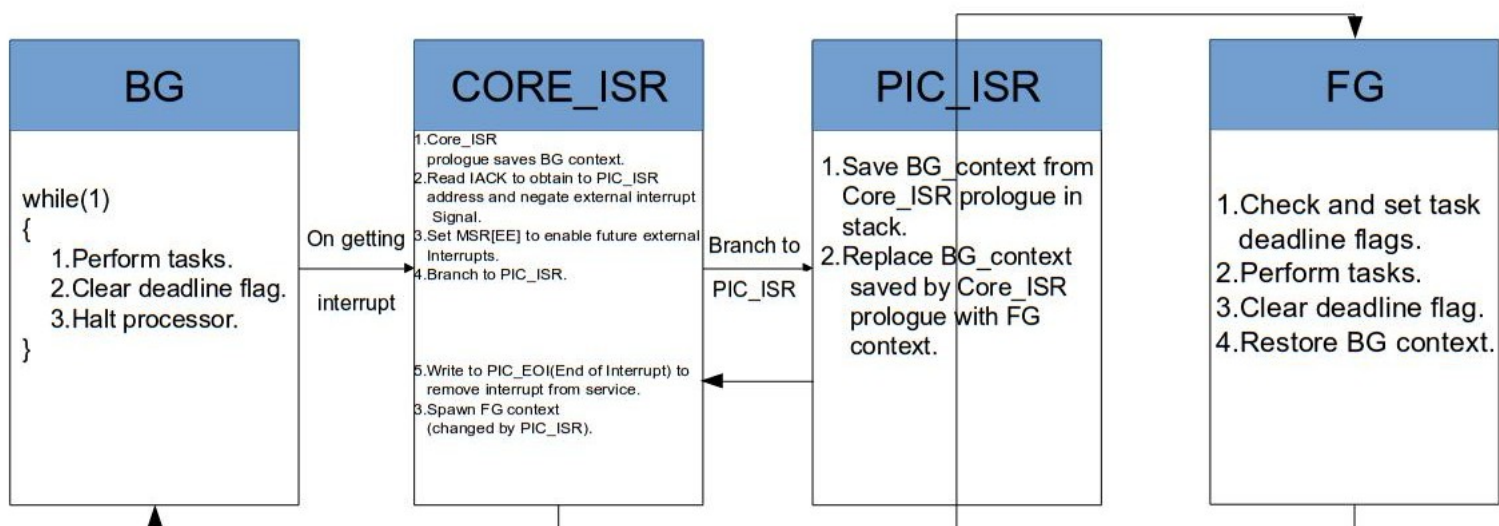 BG
while(1)
{
1.Perform tasks.
2.Clear deadline flag.
3.Halt processor.
}
On getting
interrupt
CORE_ISR
1.Core_ISR
prologue saves BG context.
2.Read IACK to obtain to PIC_ISR
address and negate external interrupt
Signal.
3.Set MSR[EE] to enable future external
Interrupts.
4.Branch to PIC_ISR.
5.Write to PIC_EOI(End of Interrupt) to
remove interrupt from service.
3.Spawn FG context
(changed by PIC_ISR).
Branch to
PIC_ISR
PIC_ISR
1.Save BG_context from
Core_ISR prologue in
stack.
2.Replace BG_context
saved by Core_ISR
prologue with FG
context.
FG
1.Check and set task
deadline flags.
2.Perform tasks.
3.Clear deadline flag.
4.Restore BG context.